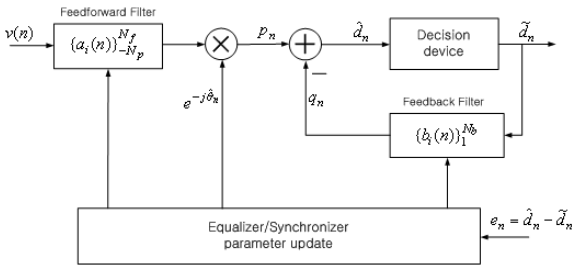 Feedforward Filter
v(n)
{a_i(n)}_{-N_p}^{N_f}
p_n
d̂_n
Decision
device
d̃_n
−
e^{-jθ̂_n}
q_n
Feedback Filter
{b_i(n)}_1^{N_b}
Equalizer/Synchronizer
parameter update
e_n = d̂_n - d̃_n